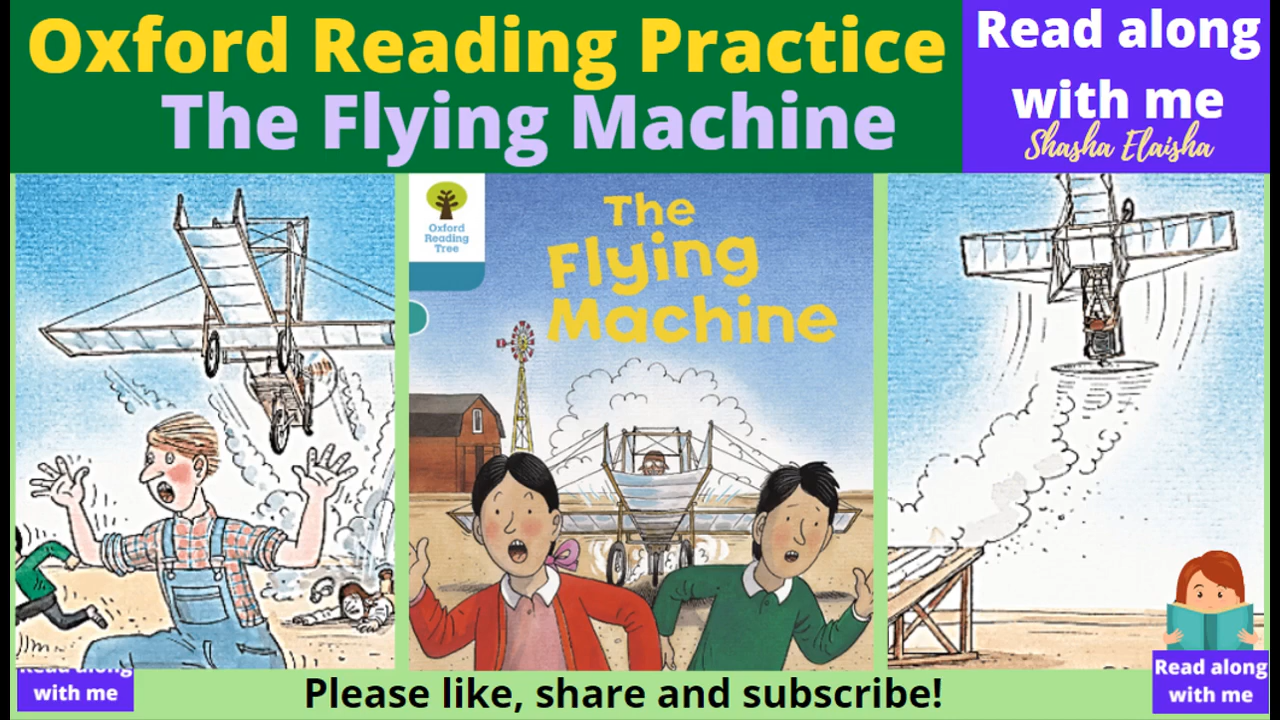 Oxford Reading Practice
The Flying Machine
Read along
with me
Shasha Elaisha
Oxford
Reading
Tree
The
Flying
Machine
Read along
with me
Please like, share and subscribe!
Read along
with me